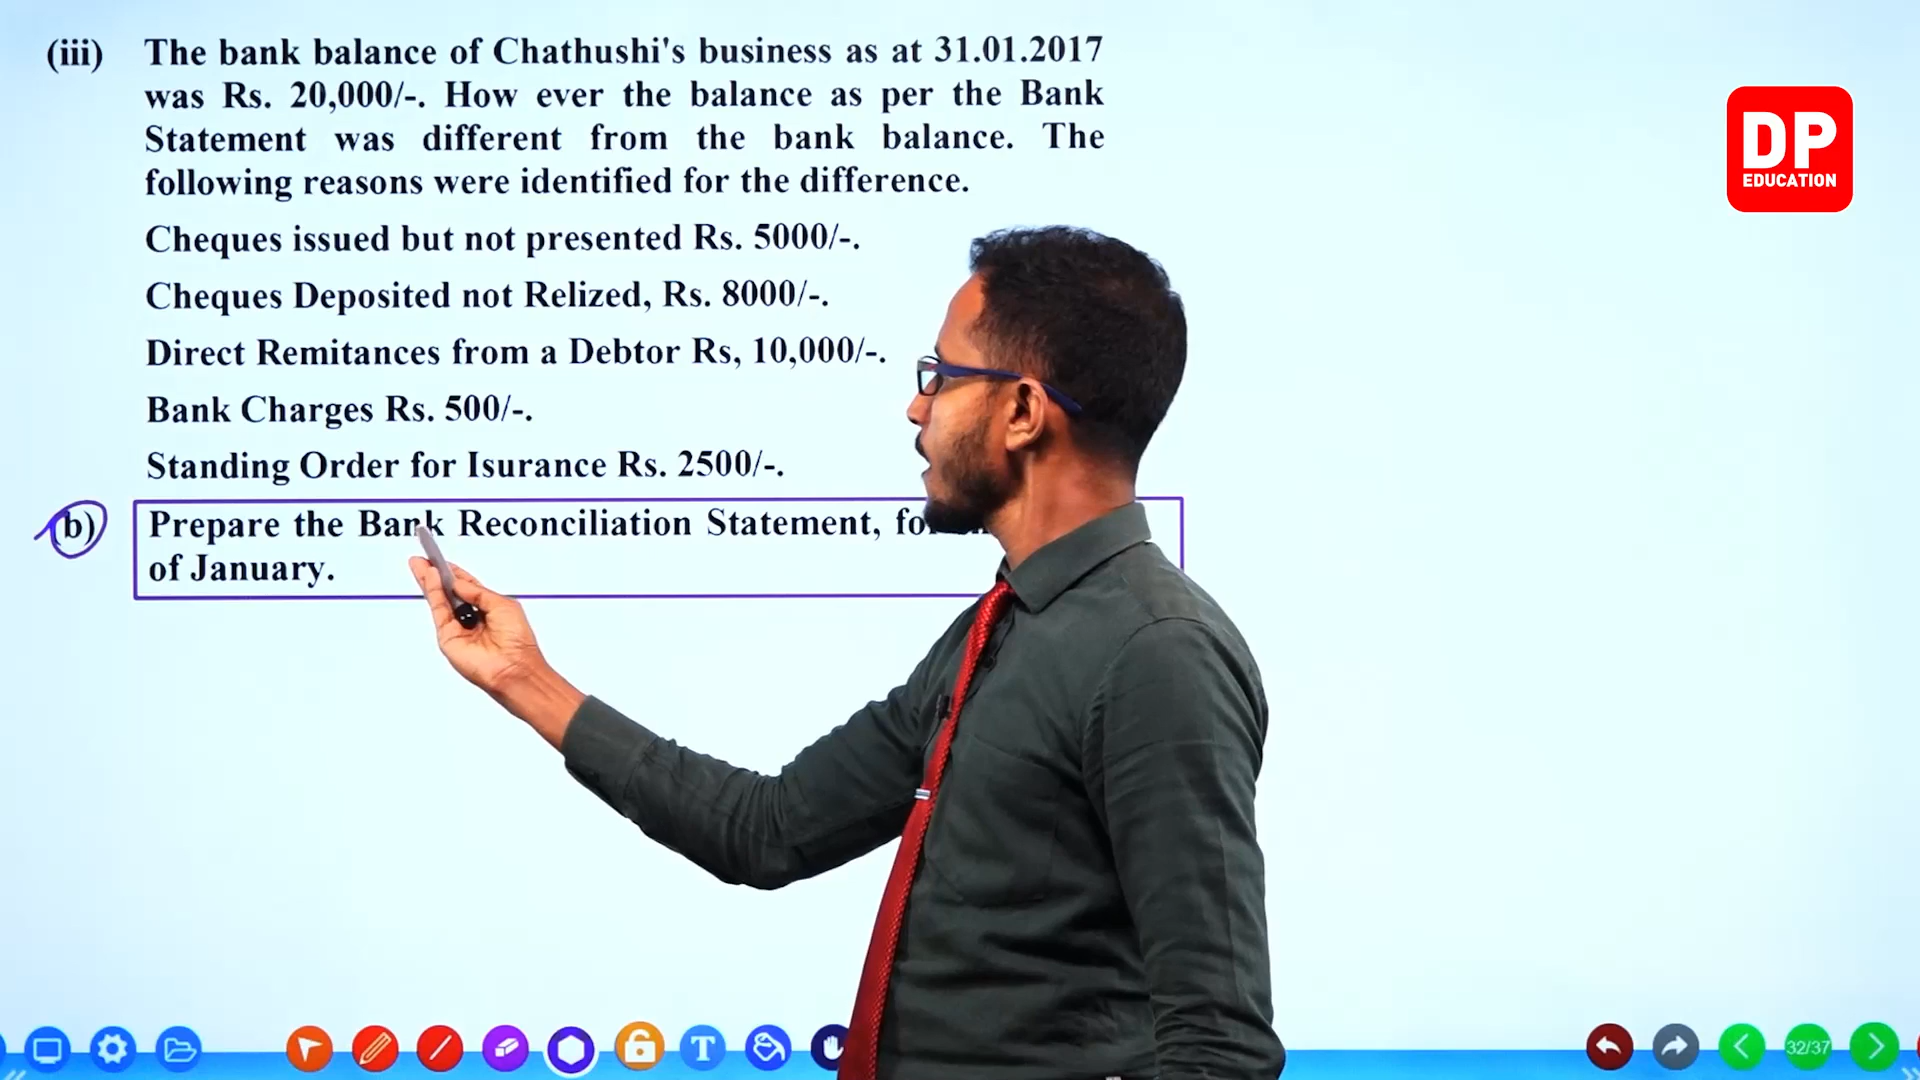 (iii) The bank balance of Chathushi's business as at 31.01.2017
was Rs. 20,000/-. How ever the balance as per the Bank
Statement was different from the bank balance. The
following reasons were identified for the difference.
Cheques issued but not presented Rs. 5000/-.
Cheques Deposited not Relized, Rs. 8000/-.
Direct Remitances from a Debtor Rs, 10,000/-.
Bank Charges Rs. 500/-.
Standing Order for Isurance Rs. 2500/-.
(b) Prepare the Bank Reconciliation Statement,
of January.
DP
EDUCATION
T
32/37